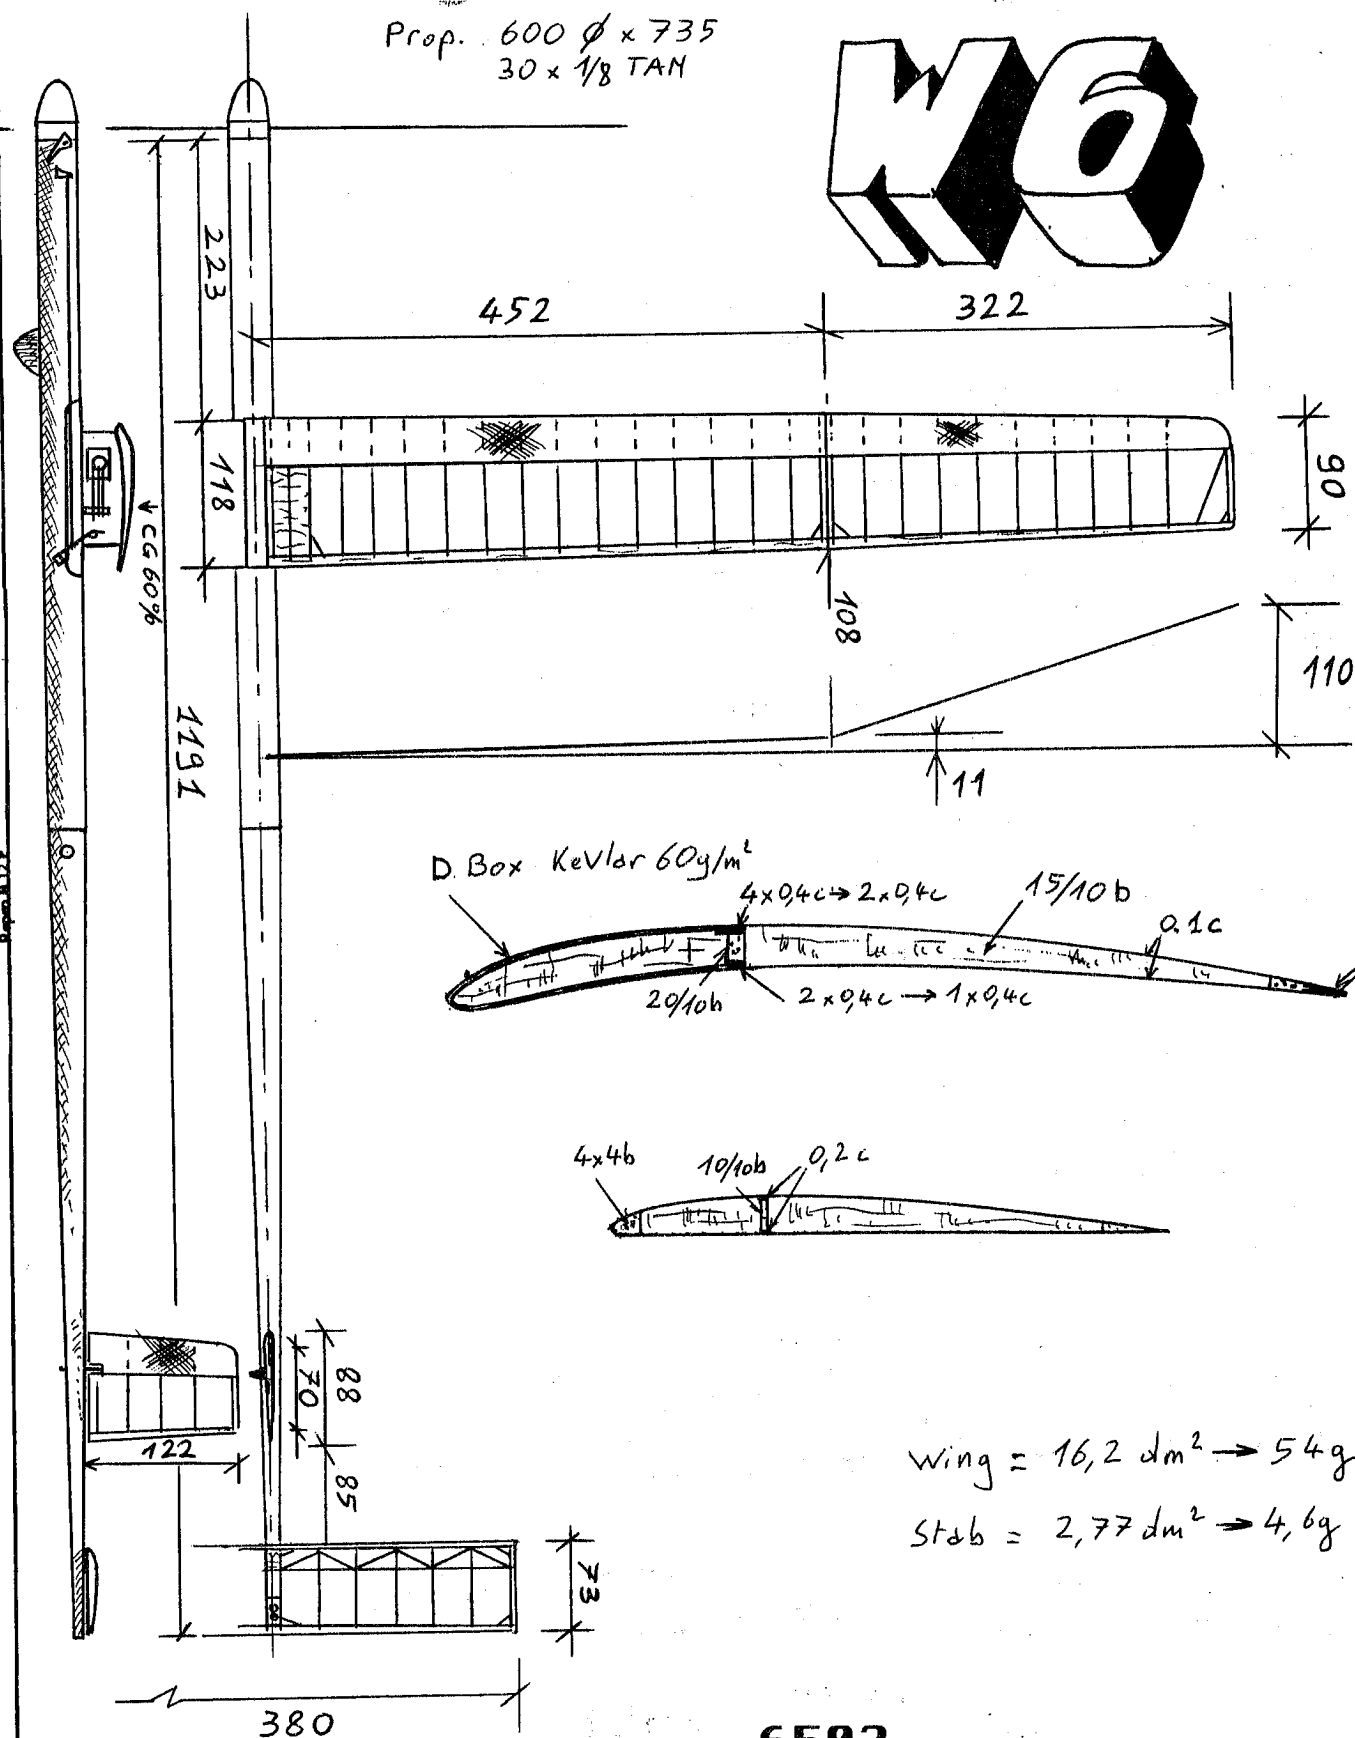 Prop. 600 Ø x 735
30 x 1/8 TAN
W6
223
452
322
118
90
CG 60%
108
1191
110
11
D. Box Kevlar 60g/m²
4x0,4c → 2x0,4c
15/10b
0.1c
20/10b
2x0,4c → 1x0,4c
4x4b
10/10b
0,2c
88
70
122
85
Wing = 16,2 dm² → 54g
Stab = 2,77 dm² → 4,6g
73
380